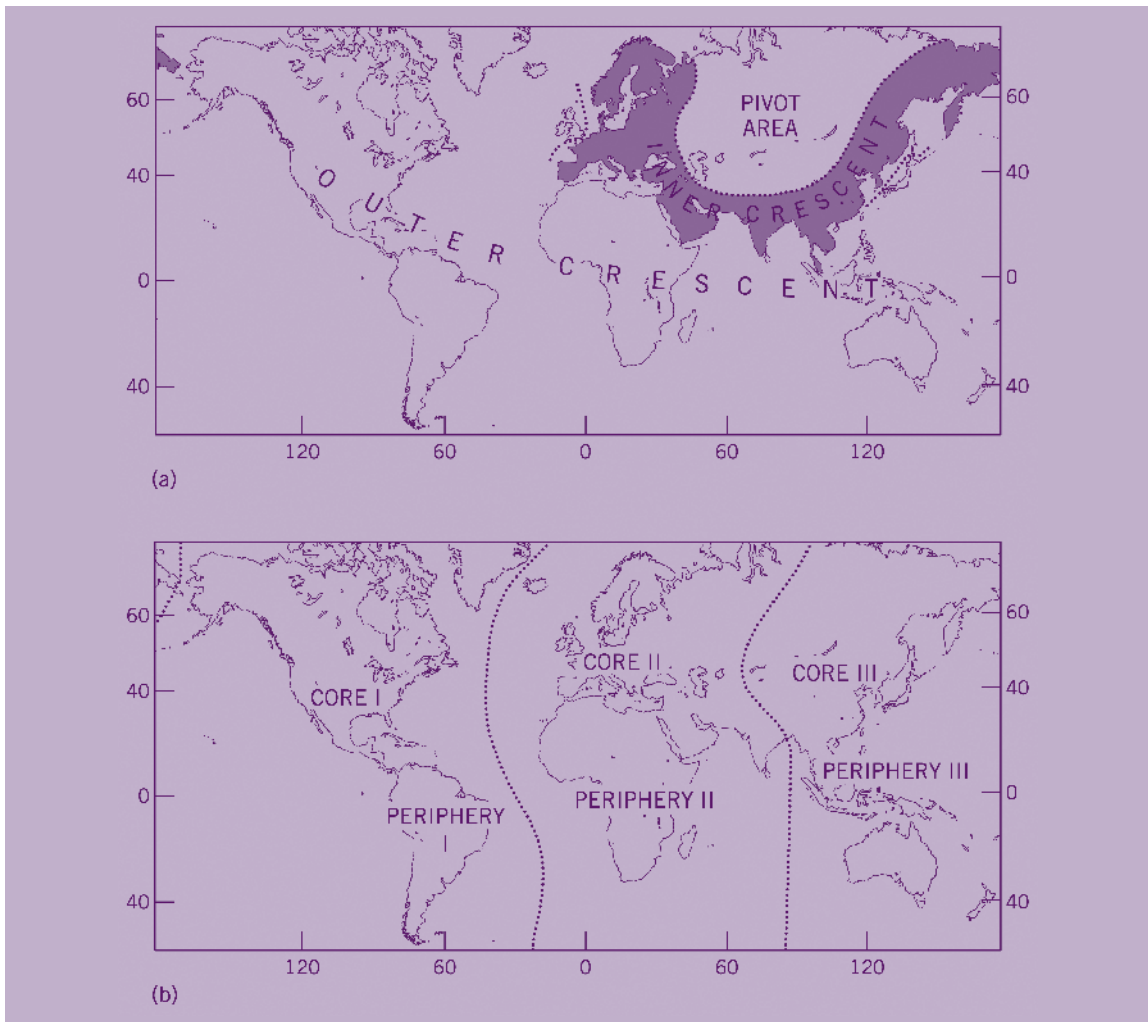 PIVOT
AREA
INNER CRESCENT
OUTER CRESCENT
60
40
0
40
60
40
0
40
120
60
0
60
120
(a)
CORE I
CORE II
CORE III
PERIPHERY
I
PERIPHERY II
PERIPHERY III
60
40
0
40
60
40
0
40
120
60
0
60
120
(b)